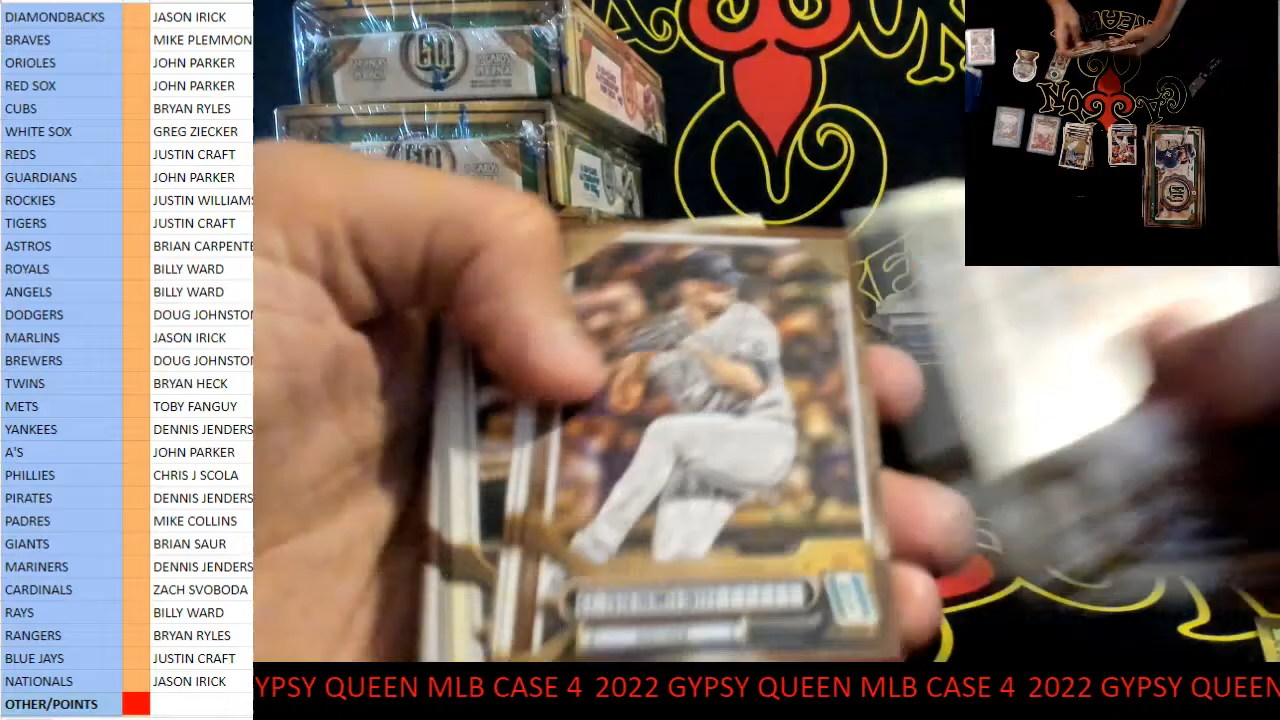 DIAMONDBACKS JASON IRICK
BRAVES MIKE PLEMMON
ORIOLES JOHN PARKER
RED SOX JOHN PARKER
CUBS BRYAN RYLES
WHITE SOX GREG ZIECKER
REDS JUSTIN CRAFT
GUARDIANS JOHN PARKER
ROCKIES JUSTIN WILLIAMS
TIGERS JUSTIN CRAFT
ASTROS BRIAN CARPENTE
ROYALS BILLY WARD
ANGELS BILLY WARD
DODGERS DOUG JOHNSTON
MARLINS JASON IRICK
BREWERS DOUG JOHNSTON
TWINS BRYAN HECK
METS TOBY FANGUY
YANKEES DENNIS JENDERS
A'S JOHN PARKER
PHILLIES CHRIS J SCOLA
PIRATES DENNIS JENDERS
PADRES MIKE COLLINS
GIANTS BRIAN SAUR
MARINERS DENNIS JENDERS
CARDINALS ZACH SVOBODA
RAYS BILLY WARD
RANGERS BRYAN RYLES
BLUE JAYS JUSTIN CRAFT
NATIONALS JASON IRICK
OTHER/POINTS
GQ
YPSY QUEEN MLB CASE 4 2022 GYPSY QUEEN MLB CASE 4 2022 GYPSY QUEEN